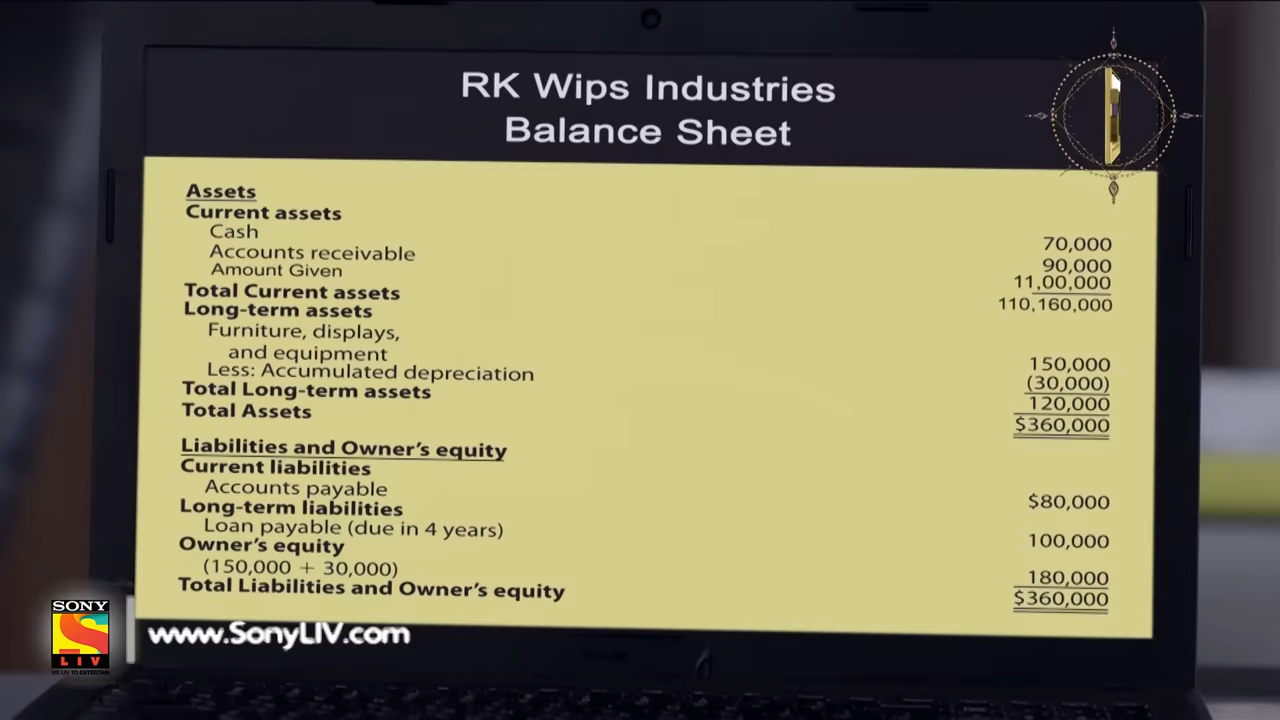 RK Wips Industries
Balance Sheet
Assets
Current assets
Cash 70,000
Accounts receivable 90,000
Amount Given 11,00,000
Total Current assets 110,160,000
Long-term assets
Furniture, displays,
and equipment 150,000
Less: Accumulated depreciation (30,000)
Total Long-term assets 120,000
Total Assets $360,000
Liabilities and Owner's equity
Current liabilities
Accounts payable $80,000
Long-term liabilities
Loan payable (due in 4 years) 100,000
Owner's equity
(150,000 + 30,000) 180,000
Total Liabilities and Owner's equity $360,000
SONY
LIV
WE LIV TO ENTERTAIN
www.SonyLIV.com